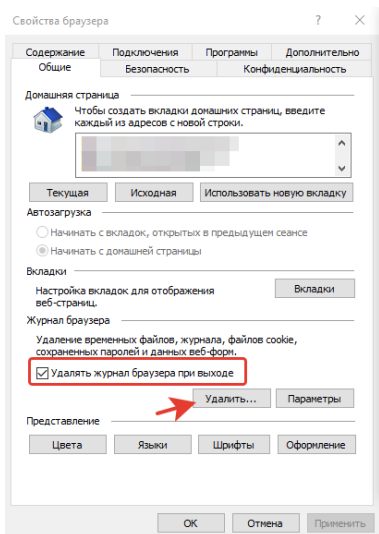 Свойства браузера
Содержание Подключения Программы Дополнительно
Общие Безопасность Конфиденциальность
Домашняя страница
Чтобы создать вкладки домашних страниц, введите
каждый из адресов с новой строки.
Текущая Исходная Использовать новую вкладку
Автозагрузка
Начинать с вкладок, открытых в предыдущем сеансе
Начинать с домашней страницы
Вкладки
Настройка вкладок для отображения
веб-страниц.
Вкладки
Журнал браузера
Удаление временных файлов, журнала, файлов cookie,
сохраненных паролей и данных веб-форм.
Удалять журнал браузера при выходе
Удалить... Параметры
Представление
Цвета Языки Шрифты Оформление
ОК Отмена Применить